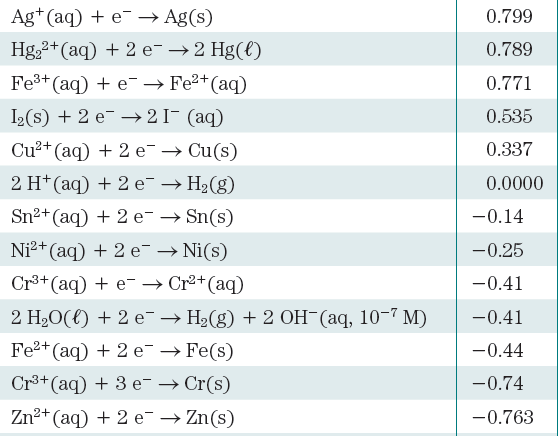 Ag⁺(aq) + e⁻ → Ag(s) 0.799
Hg₂²⁺(aq) + 2 e⁻ → 2 Hg(ℓ) 0.789
Fe³⁺(aq) + e⁻ → Fe²⁺(aq) 0.771
I₂(s) + 2 e⁻ → 2 I⁻ (aq) 0.535
Cu²⁺(aq) + 2 e⁻ → Cu(s) 0.337
2 H⁺(aq) + 2 e⁻ → H₂(g) 0.0000
Sn²⁺(aq) + 2 e⁻ → Sn(s) −0.14
Ni²⁺(aq) + 2 e⁻ → Ni(s) −0.25
Cr³⁺(aq) + e⁻ → Cr²⁺(aq) −0.41
2 H₂O(ℓ) + 2 e⁻ → H₂(g) + 2 OH⁻(aq, 10⁻⁷ M) −0.41
Fe²⁺(aq) + 2 e⁻ → Fe(s) −0.44
Cr³⁺(aq) + 3 e⁻ → Cr(s) −0.74
Zn²⁺(aq) + 2 e⁻ → Zn(s) −0.763